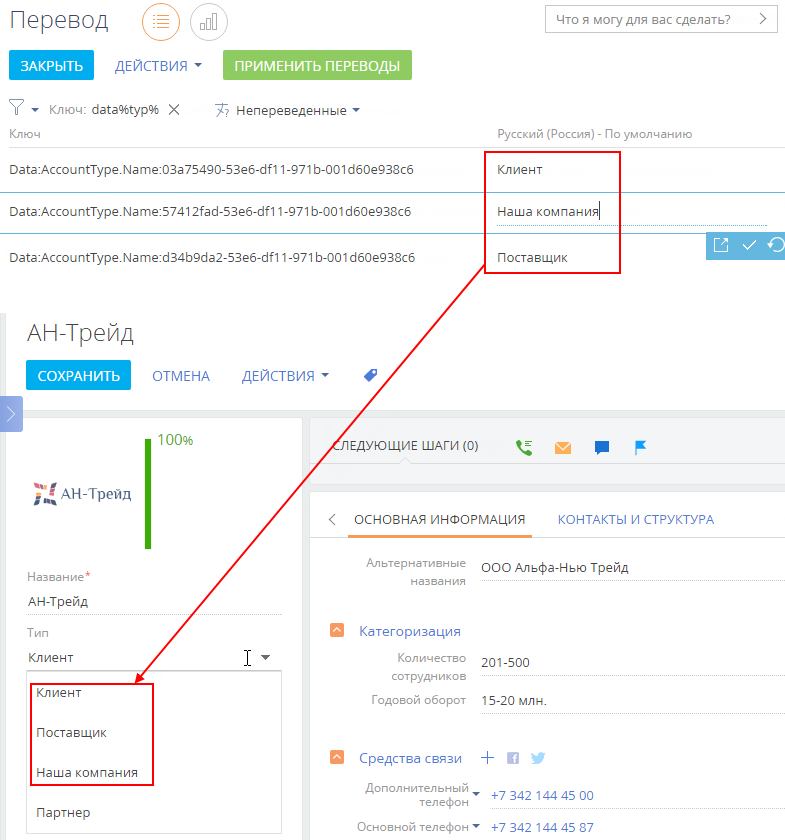 Перевод
Что я могу для вас сделать?
ЗАКРЫТЬ ДЕЙСТВИЯ ПРИМЕНИТЬ ПЕРЕВОДЫ
Ключ: data%typ% Непереведенные
Ключ Русский (Россия) - По умолчанию
Data:AccountType.Name:03a75490-53e6-df11-971b-001d60e938c6 Клиент
Data:AccountType.Name:57412fad-53e6-df11-971b-001d60e938c6 Наша компания
Data:AccountType.Name:d34b9da2-53e6-df11-971b-001d60e938c6 Поставщик
АН-Трейд
СОХРАНИТЬ ОТМЕНА ДЕЙСТВИЯ
100%
АН-Трейд
Название*
АН-Трейд
Тип
Клиент
Клиент
Поставщик
Наша компания
Партнер
СЛЕДУЮЩИЕ ШАГИ (0)
ОСНОВНАЯ ИНФОРМАЦИЯ КОНТАКТЫ И СТРУКТУРА
Альтернативные
названия
ООО Альфа-Нью Трейд
Категоризация
Количество
сотрудников
201-500
Годовой оборот 15-20 млн.
Средства связи
Дополнительный
телефон
+7 342 144 45 00
Основной телефон +7 342 144 45 87